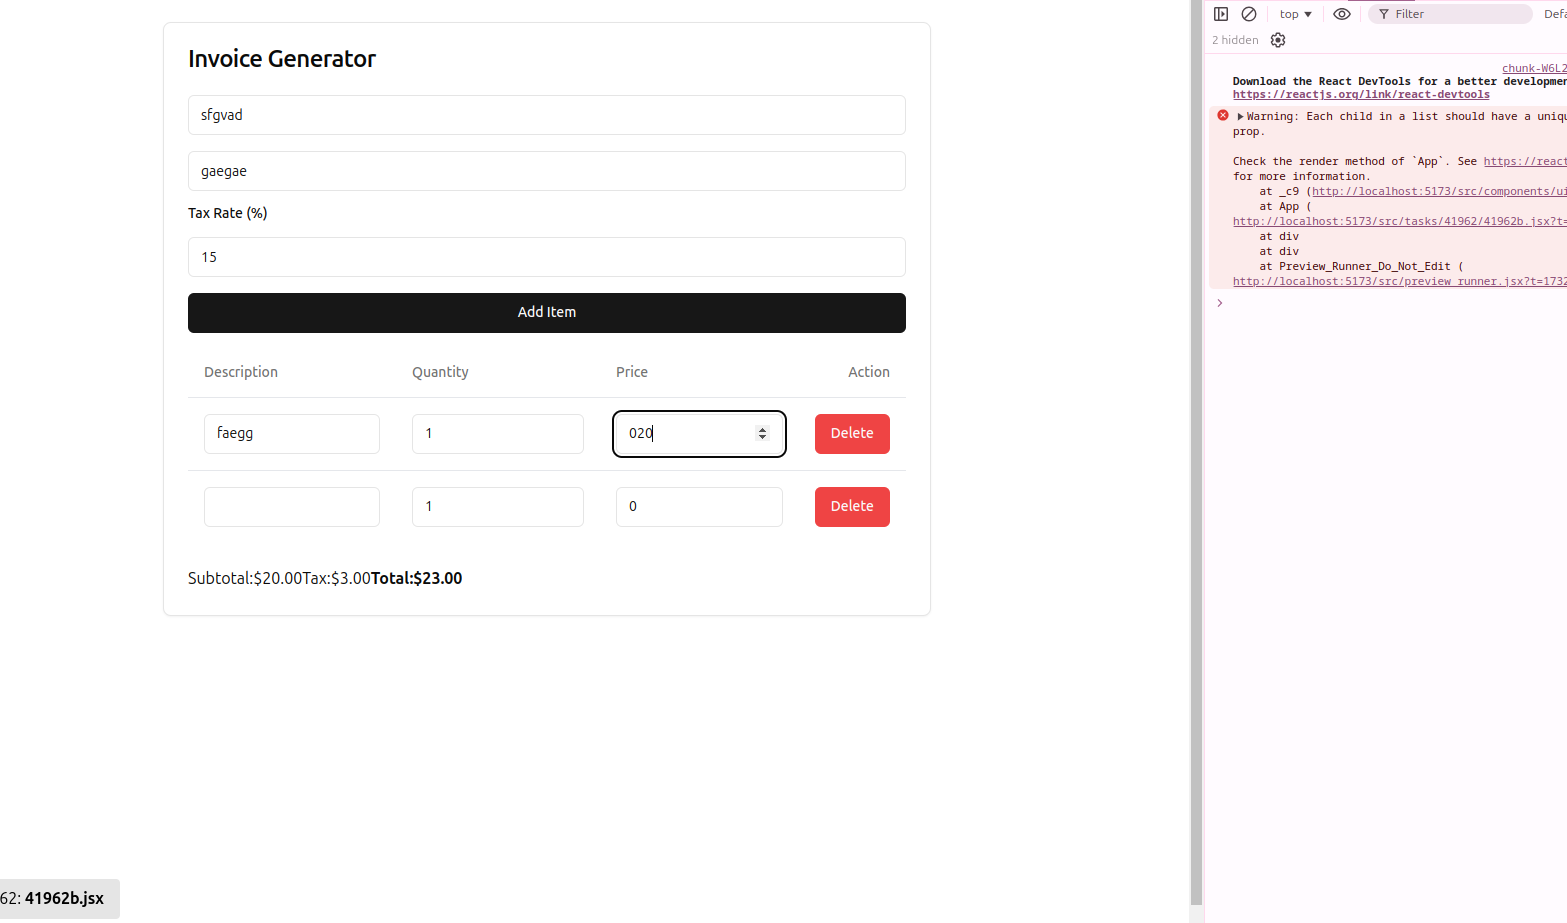 Invoice Generator
sfgvad
gaegae
Tax Rate (%)
15
Add Item
Description Quantity Price Action
faegg 1 020 Delete
1 0 Delete
Subtotal:$20.00Tax:$3.00Total:$23.00
62: 41962b.jsx
top Filter Defa
2 hidden
chunk-W6L2
Download the React DevTools for a better developmen
https://reactjs.org/link/react-devtools
Warning: Each child in a list should have a uniqu
prop.
Check the render method of `App`. See https://react
for more information.
at _c9 (http://localhost:5173/src/components/ui
at App (
http://localhost:5173/src/tasks/41962/41962b.jsx?t=
at div
at div
at Preview_Runner_Do_Not_Edit (
http://localhost:5173/src/preview_runner.jsx?t=1732